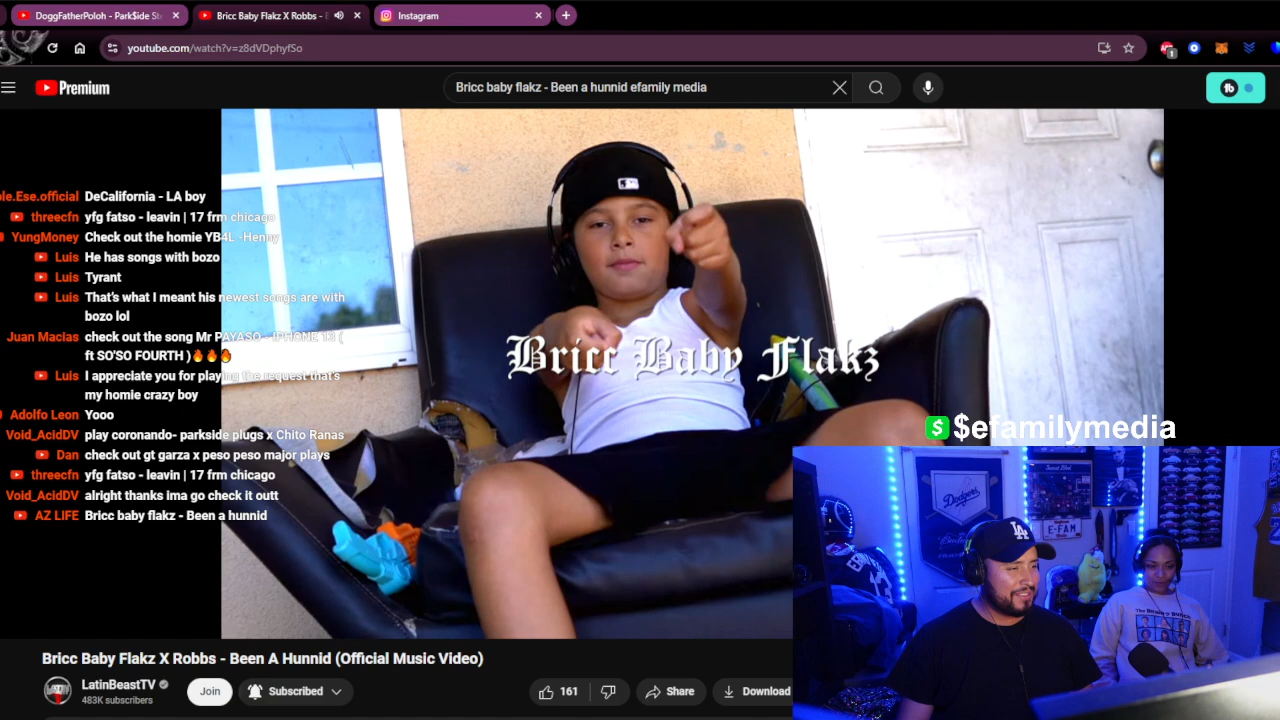 DoggFatherPoloh - Park$ide St
Bricc Baby Flakz X Robbs - B
Instagram
youtube.com/watch?v=z8dVDphyfSo
1
Premium
Bricc baby flakz - Been a hunnid efamily media
ple.Ese.official DeCalifornia - LA boy
threecfn yfg fatso - leavin | 17 frm chicago
YungMoney Check out the homie YB4L -Henny
Luis He has songs with bozo
Luis Tyrant
Luis That's what I meant his newest songs are with
bozo lol
Juan Macias check out the song Mr PAYASO - IPHONE 13 (
ft SO'SO FOURTH )🔥🔥🔥
Luis I appreciate you for playing the request that's
my homie crazy boy
Adolfo Leon Yooo
Void_AcidDV play coronando- parkside plugs x Chito Ranas
Dan check out gt garza x peso peso major plays
threecfn yfg fatso - leavin | 17 frm chicago
Void_AcidDV alright thanks ima go check it outt
AZ LIFE Bricc baby flakz - Been a hunnid
Bricc Baby Flakz
$ $efamilymedia
Dodgers
E-FAM
LA
Bricc Baby Flakz X Robbs - Been A Hunnid (Official Music Video)
LatinBeastTV
483K subscribers
Join
Subscribed
161
Share
Download